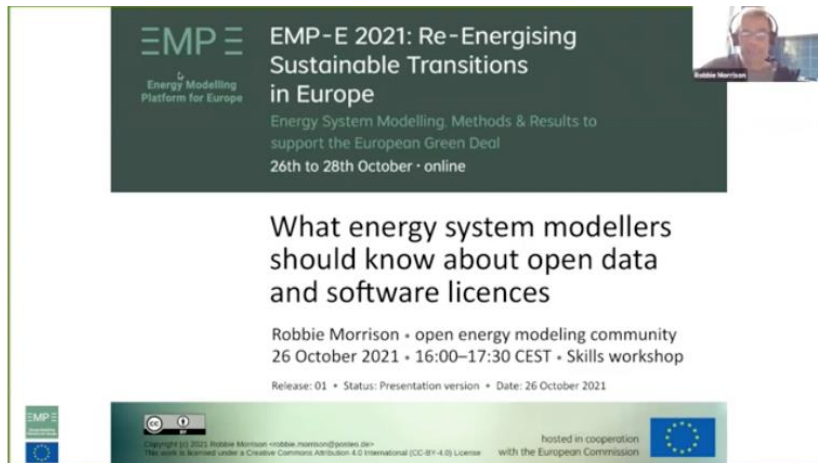 EMP E
Energy Modelling
Platform for Europe
EMP-E 2021: Re-Energising
Sustainable Transitions
in Europe
Energy System Modelling, Methods & Results to
support the European Green Deal
26th to 28th October · online
Robbie Morrison
What energy system modellers
should know about open data
and software licences
Robbie Morrison • open energy modeling community
26 October 2021 • 16:00–17:30 CEST • Skills workshop
Release: 01 • Status: Presentation version • Date: 26 October 2021
EMP E
cc
BY
Copyright (c) 2021 Robbie Morrison <robbie.morrison@posteo.de>
This work is licensed under a Creative Commons Attribution 4.0 International (CC-BY-4.0) License
hosted in cooperation
with the European Commission